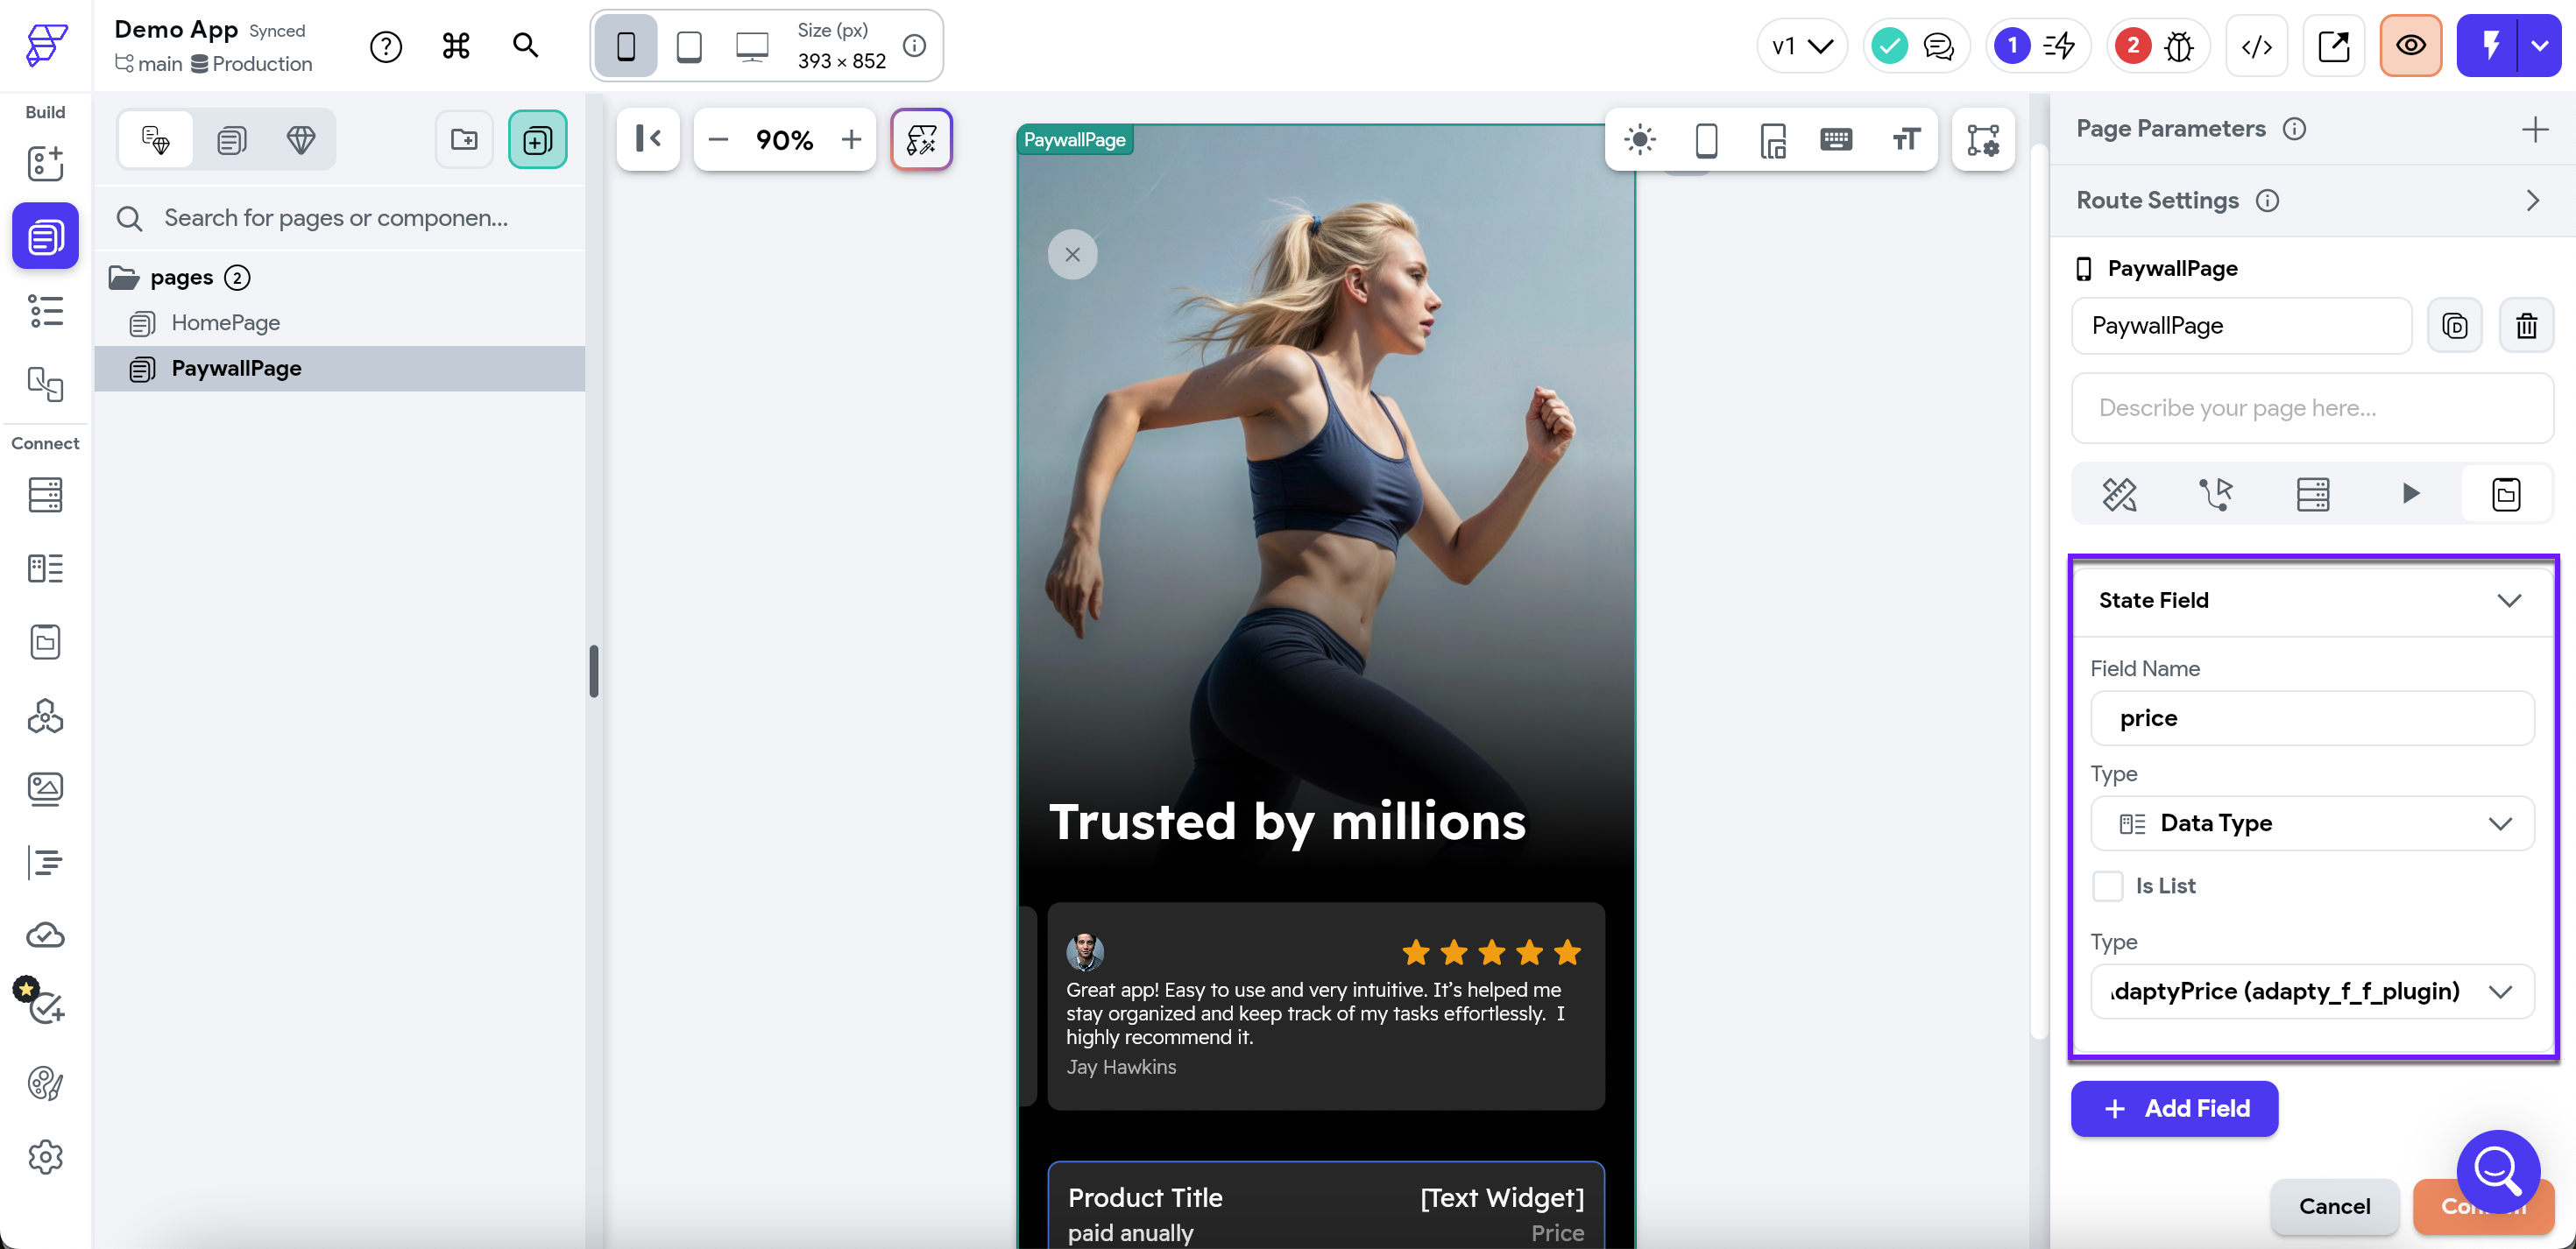 Demo App Synced
main Production
Size (px)
393 × 852
v1
1
2
Build
Connect
Search for pages or componen...
pages 2
HomePage
PaywallPage
90%
PaywallPage
Trusted by millions
Great app! Easy to use and very intuitive. It's helped me
stay organized and keep track of my tasks effortlessly. I
highly recommend it.
Jay Hawkins
Product Title [Text Widget]
paid anually Price
Page Parameters
Route Settings
PaywallPage
PaywallPage
Describe your page here...
State Field
Field Name
price
Type
Data Type
Is List
Type
daptyPrice (adapty_f_f_plugin)
Add Field
Cancel